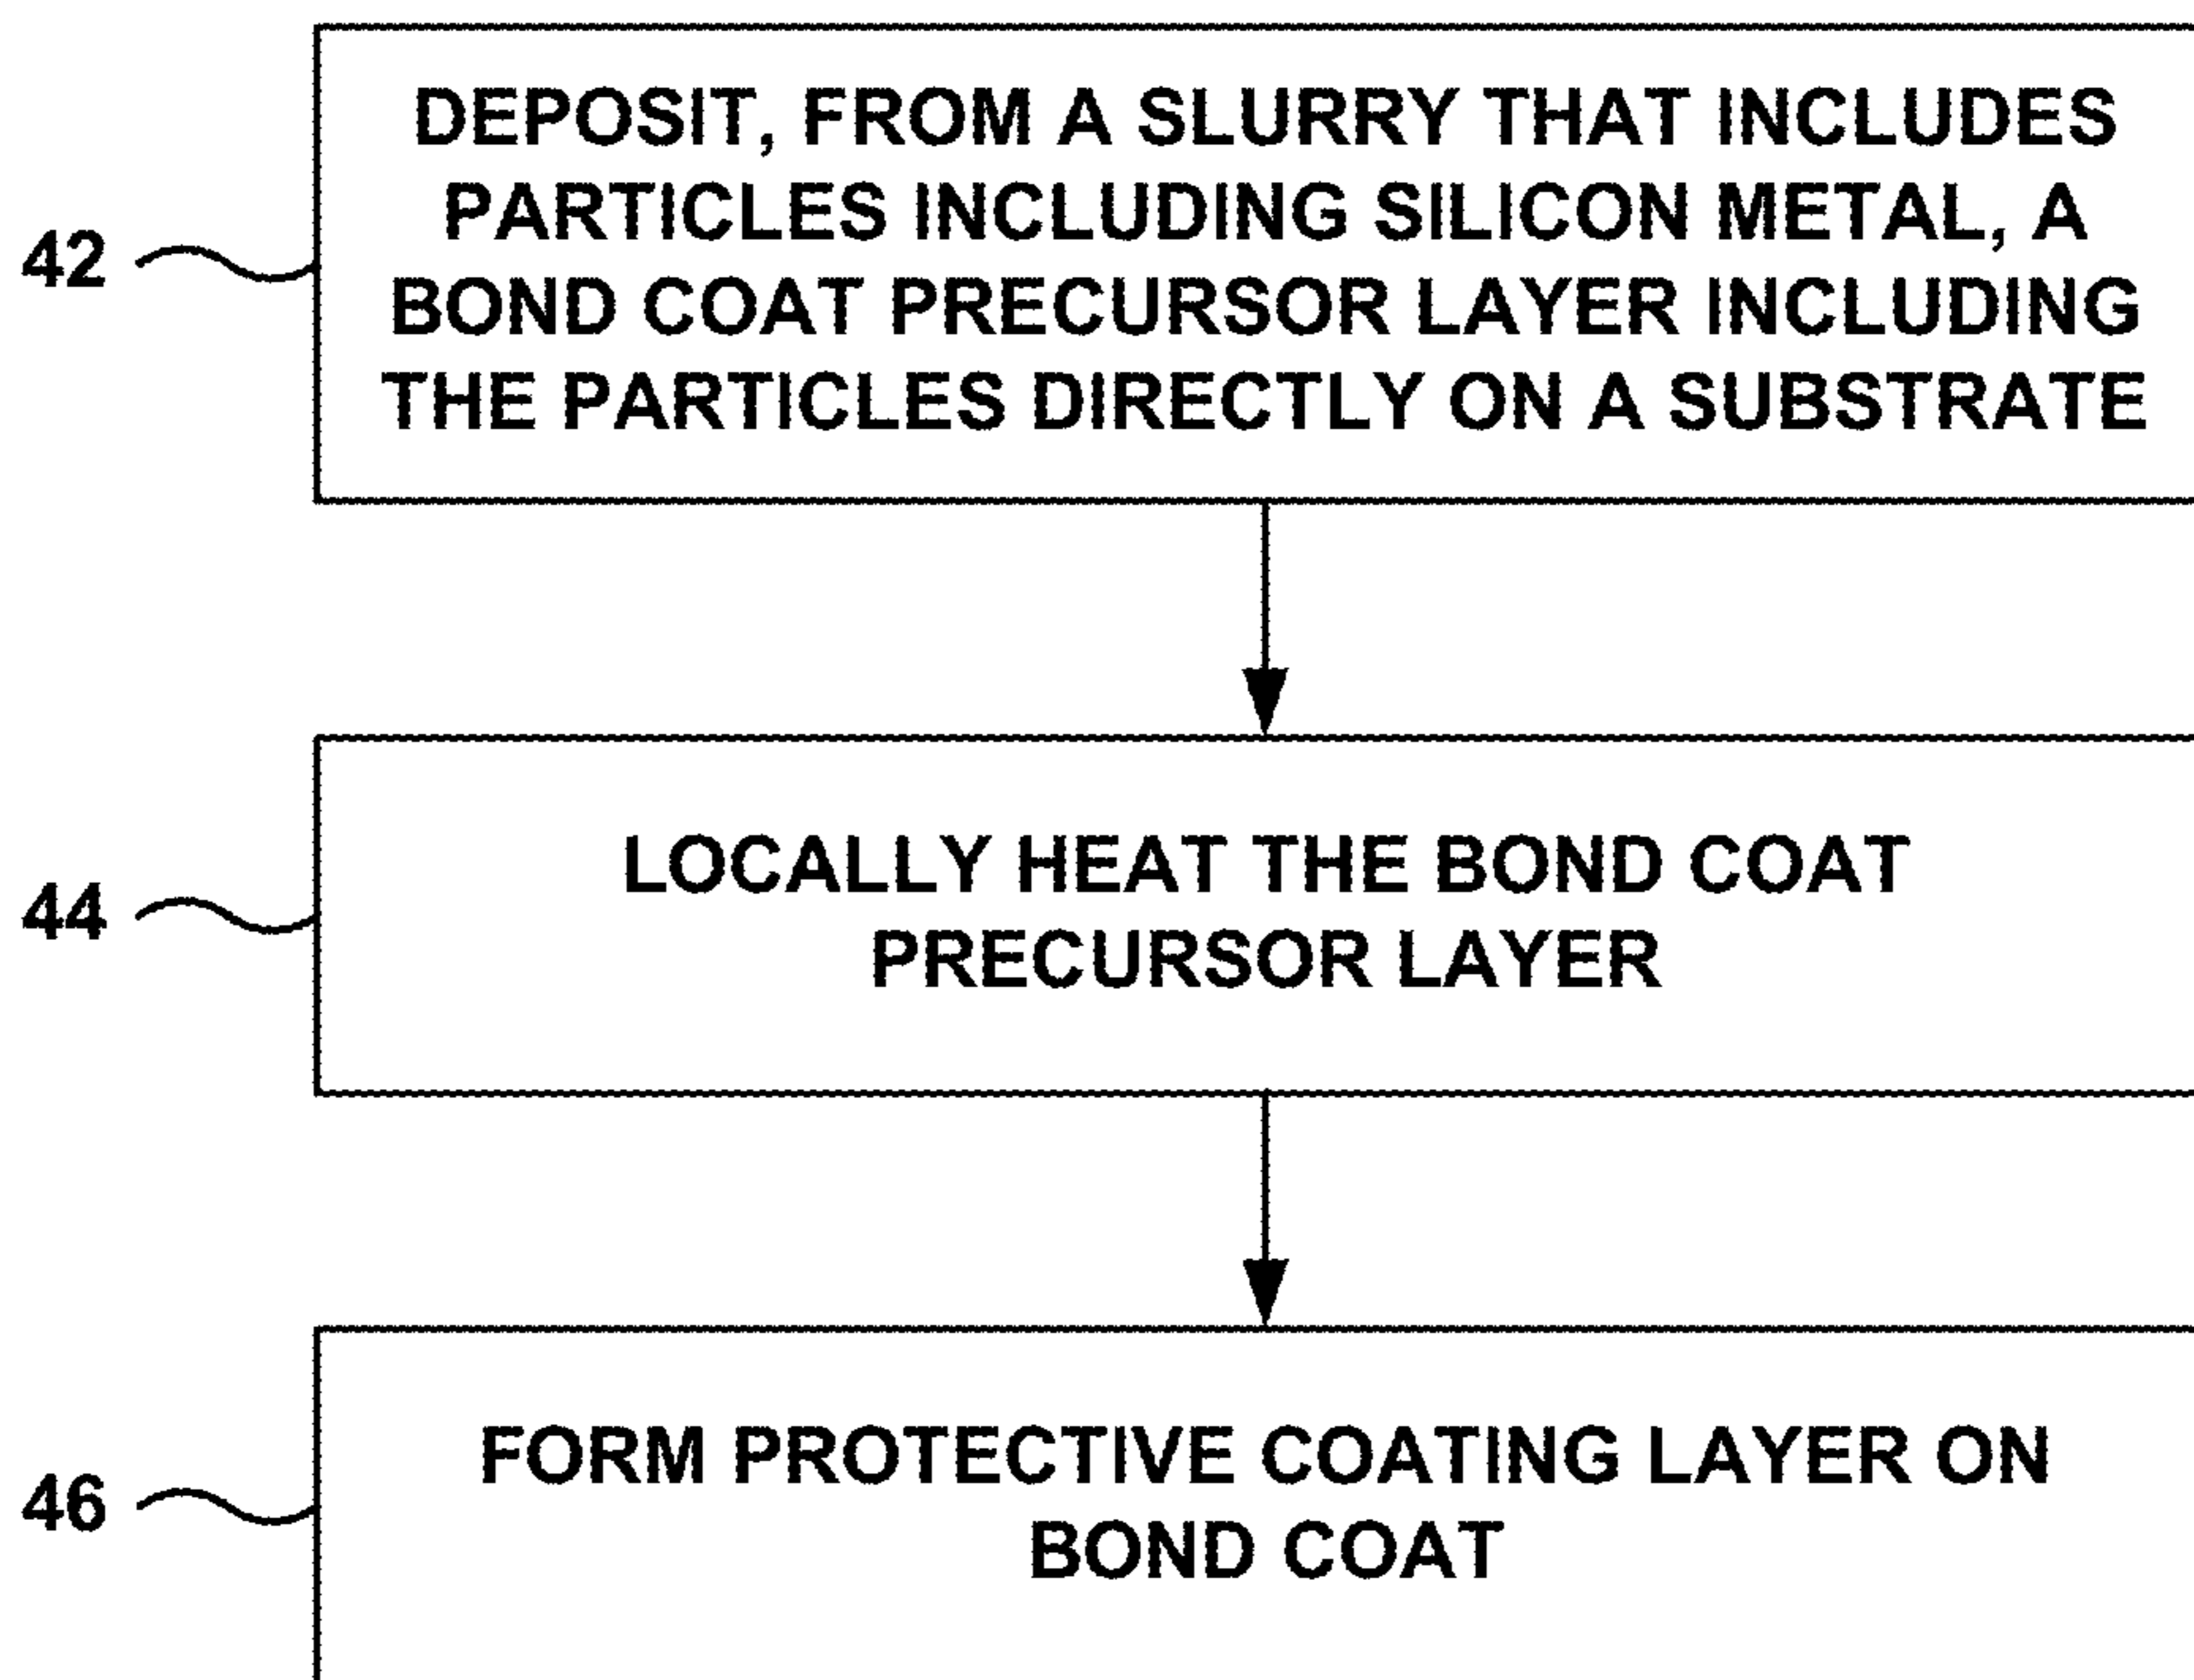 DEPOSIT, FROM A SLURRY THAT INCLUDES
PARTICLES INCLUDING SILICON METAL, A
BOND COAT PRECURSOR LAYER INCLUDING
THE PARTICLES DIRECTLY ON A SUBSTRATE
42
LOCALLY HEAT THE BOND COAT
PRECURSOR LAYER
44
FORM PROTECTIVE COATING LAYER ON
BOND COAT
46